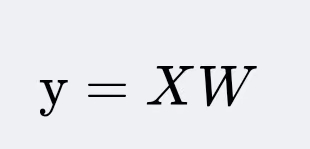 y = XW